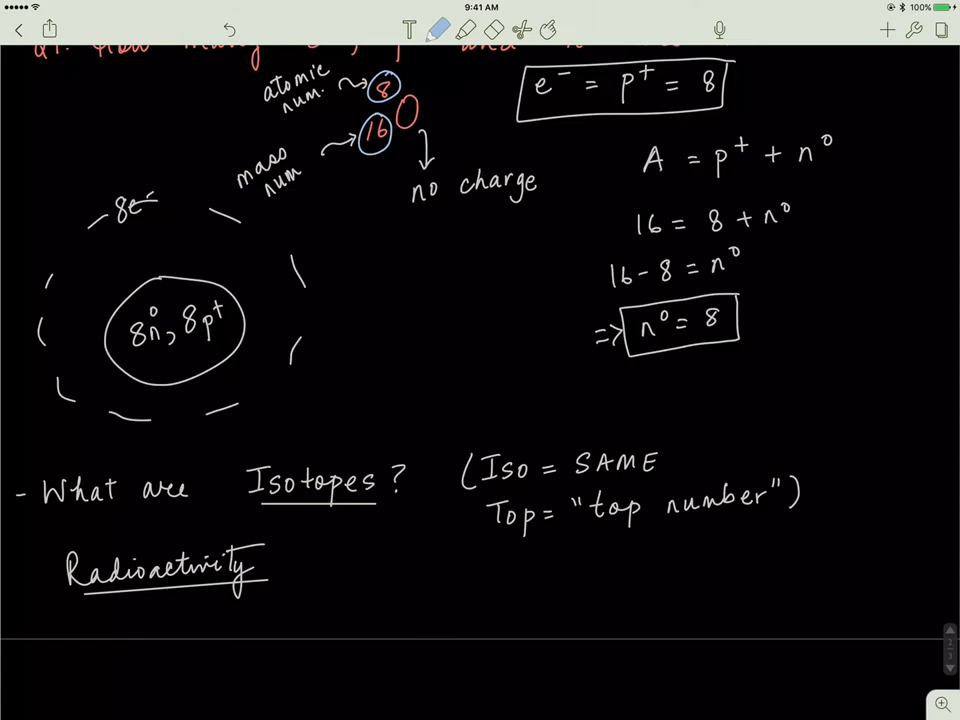 9:41 AM
100%
T
atomic
num.
8
16
O
mass
num
no charge
e⁻ = p⁺ = 8
A = p⁺ + n⁰
16 = 8 + n⁰
16 - 8 = n⁰
=> n⁰ = 8
8e⁻
8n⁰, 8p⁺
- What are Isotopes? (Iso = SAME
Top = "top number")
Radioactivity